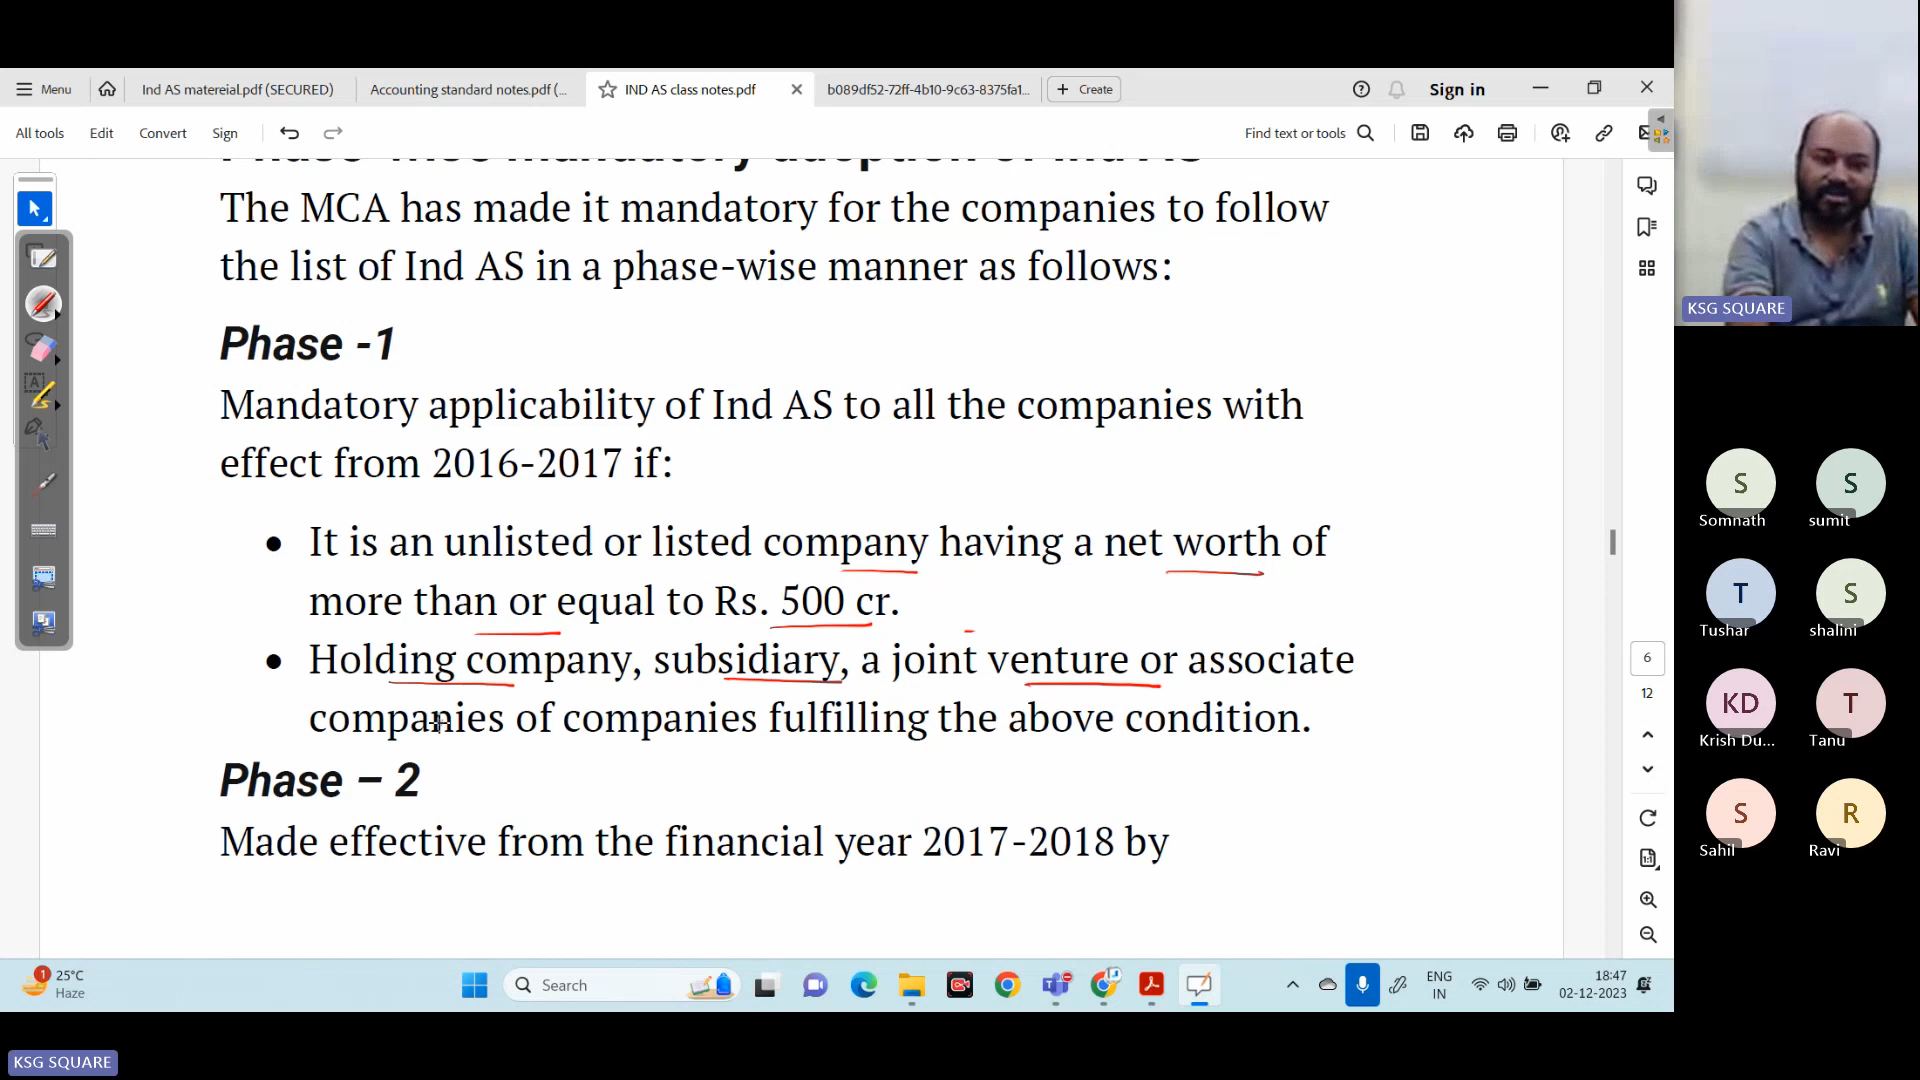 Menu
Ind AS matereial.pdf (SECURED)
Accounting standard notes.pdf (...
IND AS class notes.pdf
b089df52-72ff-4b10-9c63-8375fa1...
Create
Sign in
All tools
Edit
Convert
Sign
Find text or tools
The MCA has made it mandatory for the companies to follow
the list of Ind AS in a phase-wise manner as follows:
Phase -1
Mandatory applicability of Ind AS to all the companies with
effect from 2016-2017 if:
• It is an unlisted or listed company having a net worth of
more than or equal to Rs. 500 cr.
• Holding company, subsidiary, a joint venture or associate
companies of companies fulfilling the above condition.
Phase – 2
Made effective from the financial year 2017-2018 by
6
12
1
25°C
Haze
Search
ENG
IN
18:47
02-12-2023
KSG SQUARE
S
Somnath
S
sumit
T
Tushar
S
shalini
KD
Krish Du...
T
Tanu
S
Sahil
R
Ravi
KSG SQUARE